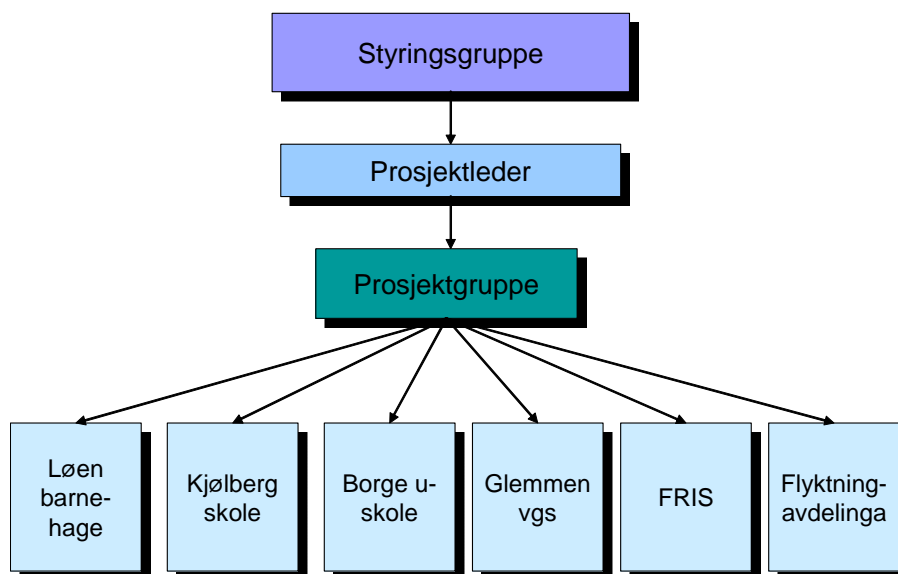 Styringsgruppe
Prosjektleder
Prosjektgruppe
Løen
barne-
hage
Kjølberg
skole
Borge u-
skole
Glemmen
vgs
FRIS
Flyktning-
avdelinga